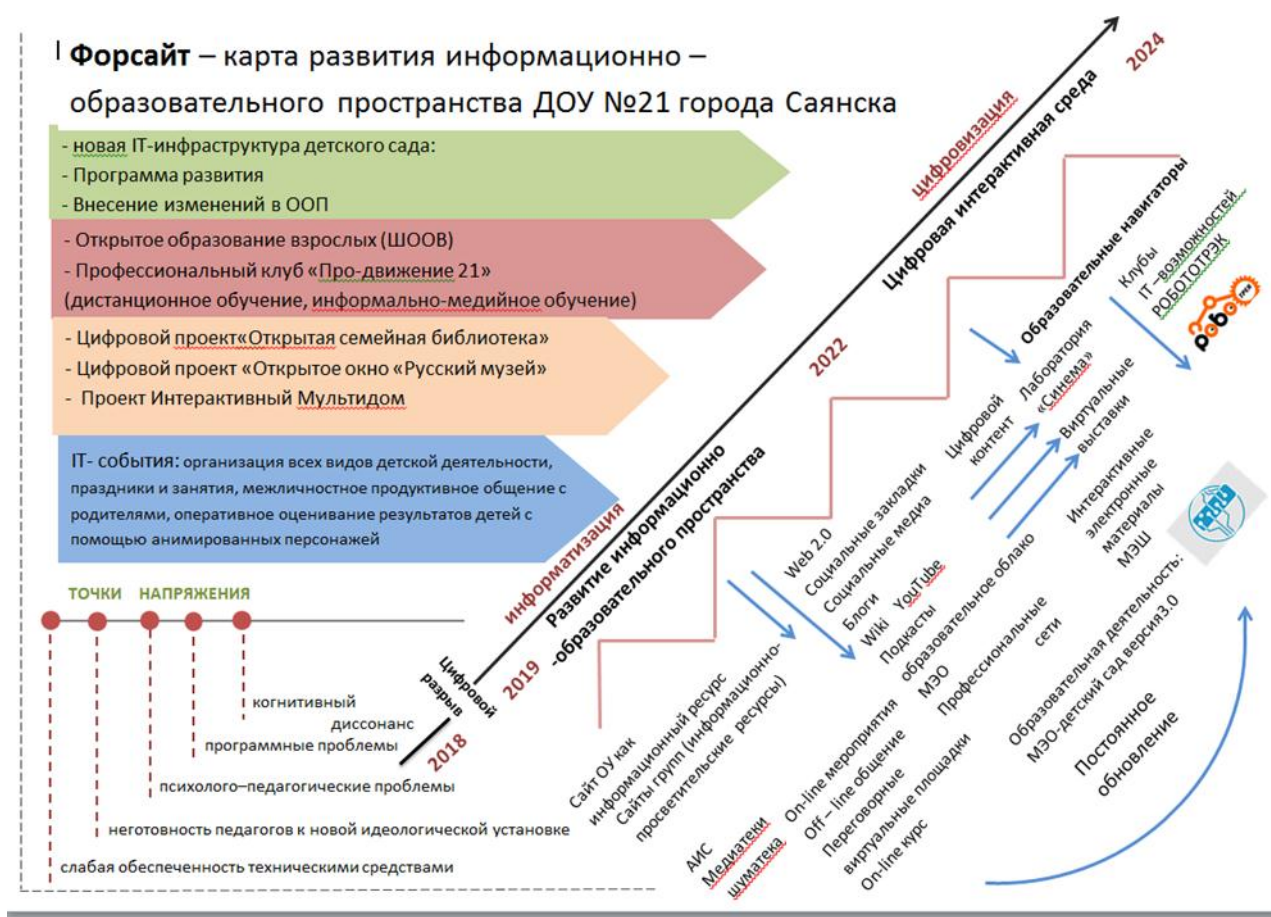 Форсайт – карта развития информационно –
образовательного пространства ДОУ №21 города Саянска
- новая IT-инфраструктура детского сада:
- Программа развития
- Внесение изменений в ООП
- Открытое образование взрослых (ШООВ)
- Профессиональный клуб «Про-движение 21»
(дистанционное обучение, информально-медийное обучение)
- Цифровой проект«Открытая семейная библиотека»
- Цифровой проект «Открытое окно «Русский музей»
- Проект Интерактивный Мультидом
IT- события: организация всех видов детской деятельности,
праздники и занятия, межличностное продуктивное общение с
родителями, оперативное оценивание результатов детей с
помощью анимированных персонажей
ТОЧКИ НАПРЯЖЕНИЯ
когнитивный
диссонанс
программные проблемы
психолого–педагогические проблемы
неготовность педагогов к новой идеологической установке
слабая обеспеченность техническими средствами
2018
Цифровой
разрыв
2019
информатизация
Развитие информационно
-образовательного пространства
2022
цифровизация
Цифровая интерактивная среда
2024
Сайт ОУ как
информационный ресурс
Сайты групп (информационно-
просветительские ресурсы)
АИС
Медиатеки
шуматека
Web 2.0
Социальные закладки
Социальные медиа
Блоги
Wiki YouTube
Подкасты
образовательное облако
МЭО
Профессиональные
сети
On-line мероприятия
Off – line общение
Переговорные
виртуальные площадки
On-line курс
Образовательные навигаторы
Цифровой
контент
Лаборатория
«Синема»
Виртуальные
выставки
Интерактивные
электронные
материалы
МЭШ
Клубы
IT –возможностей
РОБОТОТРЭК
робо
ТРЕК
Образовательная деятельность:
МЭО-детский сад версия3.0
Постоянное
обновление